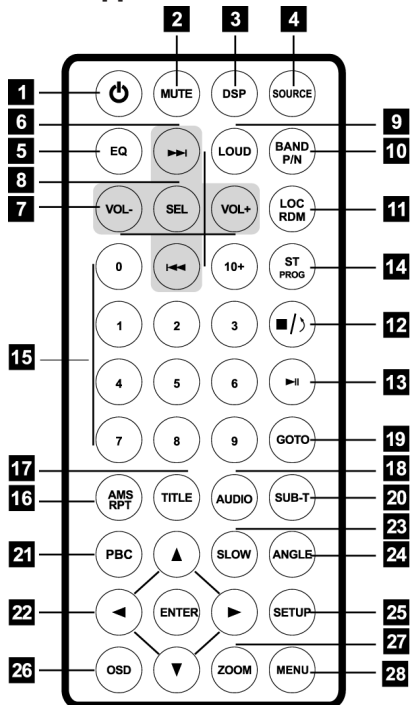 2 3 4
1 MUTE DSP SOURCE
6 9
5 EQ LOUD BAND P/N 10
8
7 VOL- SEL VOL+ LOC RDM 11
0 10+ ST PROG 14
1 2 3 12
15
4 5 6 13
7 8 9 GOTO 19
17 18
16 AMS RPT TITLE AUDIO SUB-T 20
23
21 PBC SLOW ANGLE 24
22 ENTER SETUP 25
27
26 OSD ZOOM MENU 28